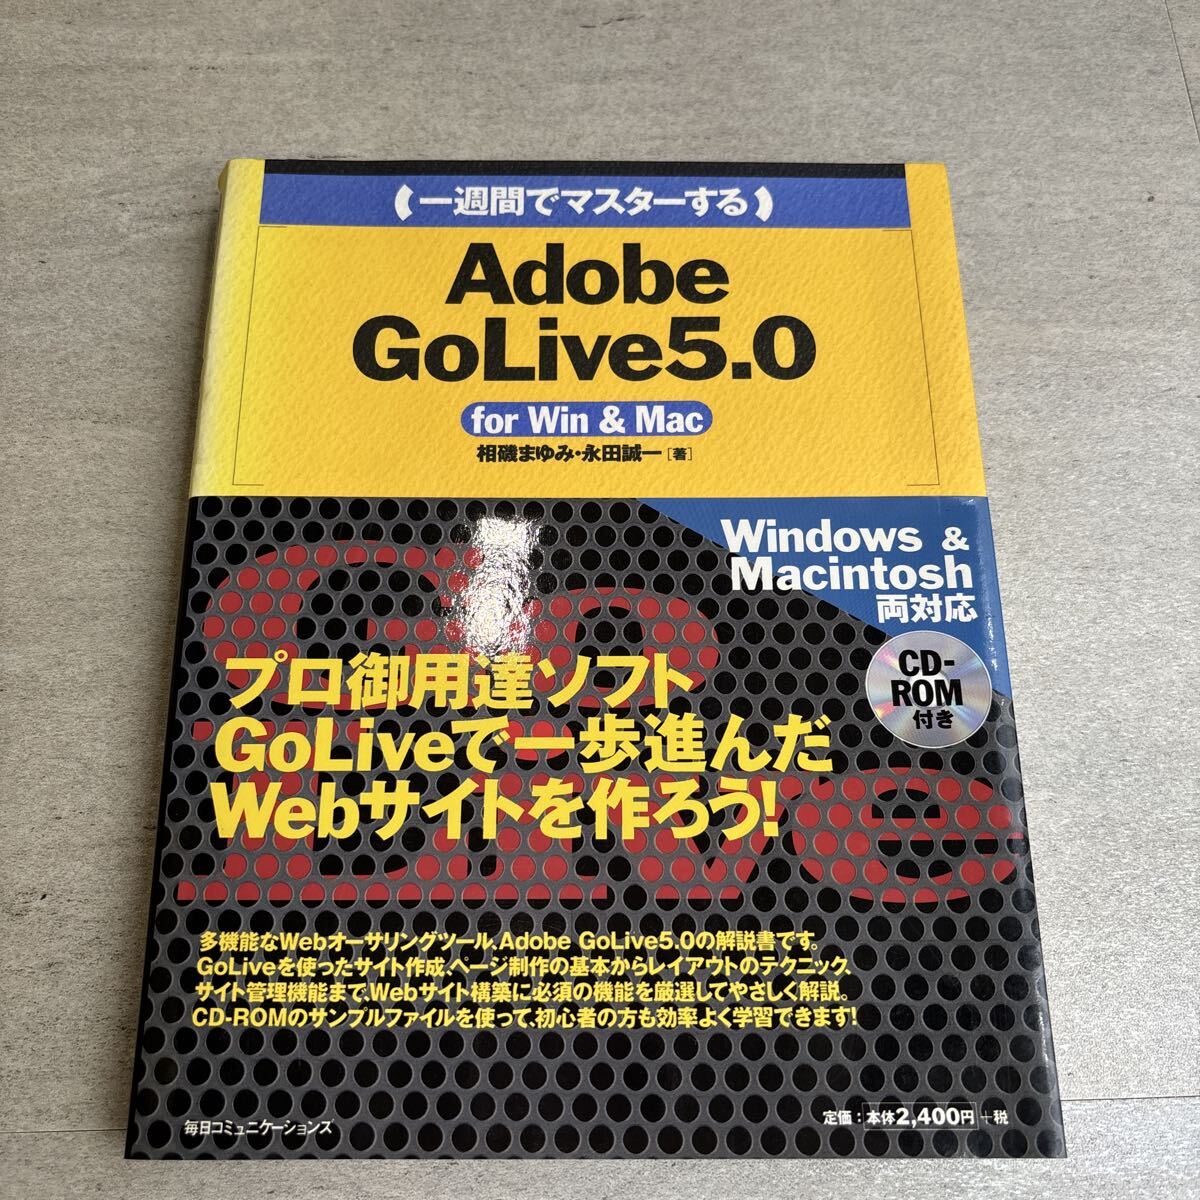 (一週間でマスターする)
Adobe
GoLive5.0
for Win & Mac
相磯まゆみ・永田誠一[著]
Windows &
Macintosh
両対応
CD-
ROM
付き
Go
Live
プロ御用達ソフト
GoLiveで一歩進んだ
Webサイトを作ろう!
多機能なWebオーサリングツール、Adobe GoLive5.0の解説書です。
GoLiveを使ったサイト作成、ページ制作の基本からレイアウトのテクニック、
サイト管理機能まで、Webサイト構築に必須の機能を厳選してやさしく解説。
CD-ROMのサンプルファイルを使って、初心者の方も効率よく学習できます!
毎日コミュニケーションズ
定価:本体2,400円+税